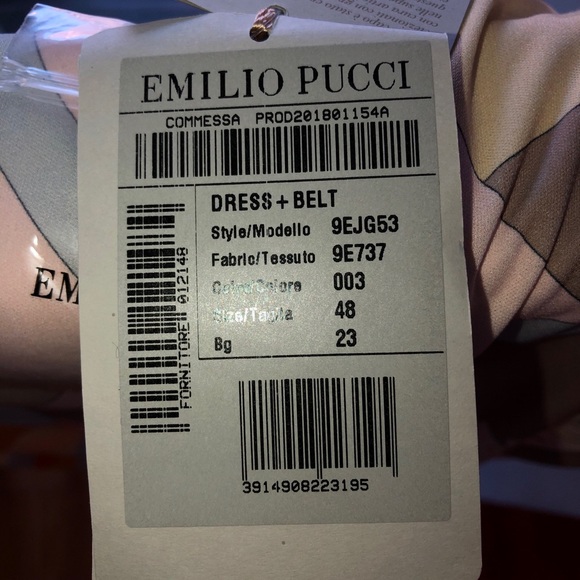 EMILIO PUCCI
COMMESSA PROD201801154A
DRESS + BELT
Style/Modello 9EJG53
Fabric/Tessuto 9E737
Color/Colore 003
Size/Taglia 48
Bg 23
FORNITORE! 012148
3914908223195
EM